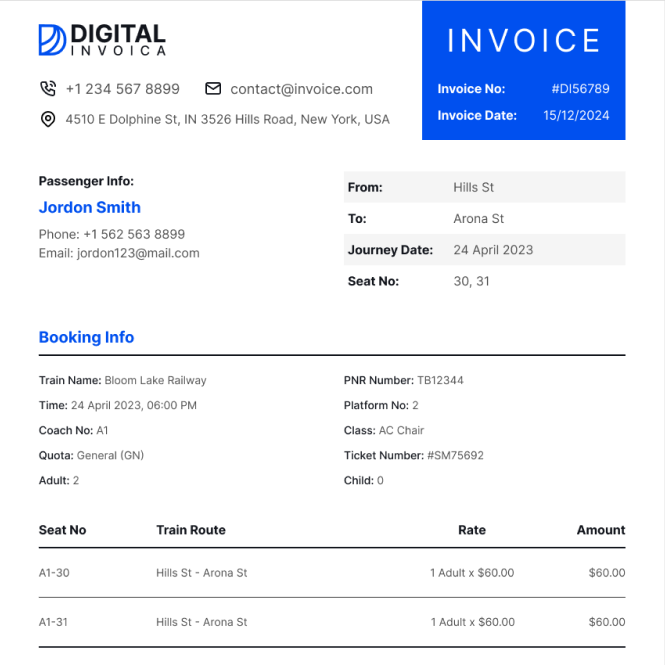 DIGITAL
INVOICA
INVOICE
+1 234 567 8899 contact@invoice.com
4510 E Dolphine St, IN 3526 Hills Road, New York, USA
Invoice No: #DI56789
Invoice Date: 15/12/2024
Passenger Info:
Jordon Smith
Phone: +1 562 563 8899
Email: jordon123@mail.com
From: Hills St
To: Arona St
Journey Date: 24 April 2023
Seat No: 30, 31
Booking Info
Train Name: Bloom Lake Railway PNR Number: TB12344
Time: 24 April 2023, 06:00 PM Platform No: 2
Coach No: A1 Class: AC Chair
Quota: General (GN) Ticket Number: #SM75692
Adult: 2 Child: 0
Seat No Train Route Rate Amount
A1-30 Hills St - Arona St 1 Adult x $60.00 $60.00
A1-31 Hills St - Arona St 1 Adult x $60.00 $60.00